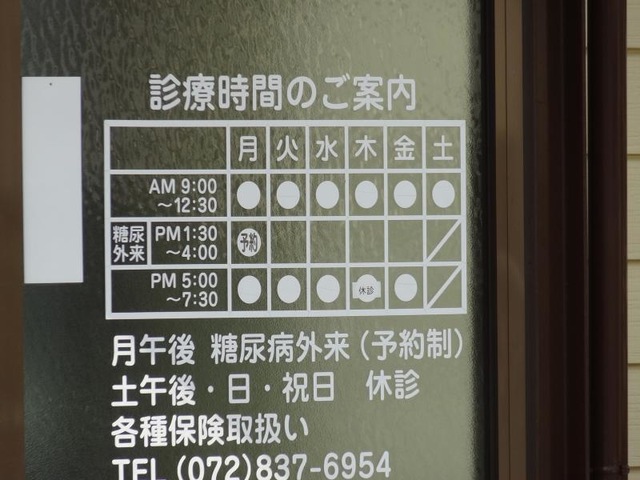 診療時間のご案内
月 火 水 木 金 土
AM 9:00 ~12:30 ● ● ● ● ● ●
糖尿外来 PM 1:30 ~4:00 予約
PM 5:00 ~7:30 ● ● ● 休診 ●
月午後 糖尿病外来(予約制)
土午後・日・祝日 休診
各種保険取扱い
TEL (072)837-6954